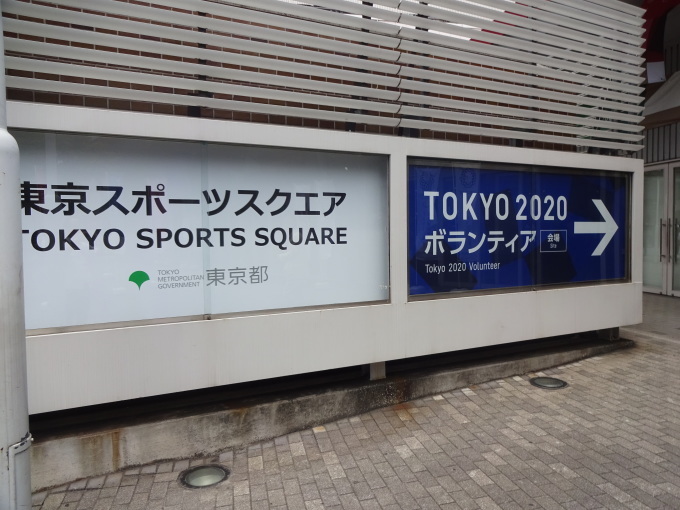 東京スポーツスクエア
TOKYO SPORTS SQUARE
TOKYO
METROPOLITAN
GOVERNMENT
東京都
TOKYO 2020
ボランティア
会場
Site
Tokyo 2020 Volunteer